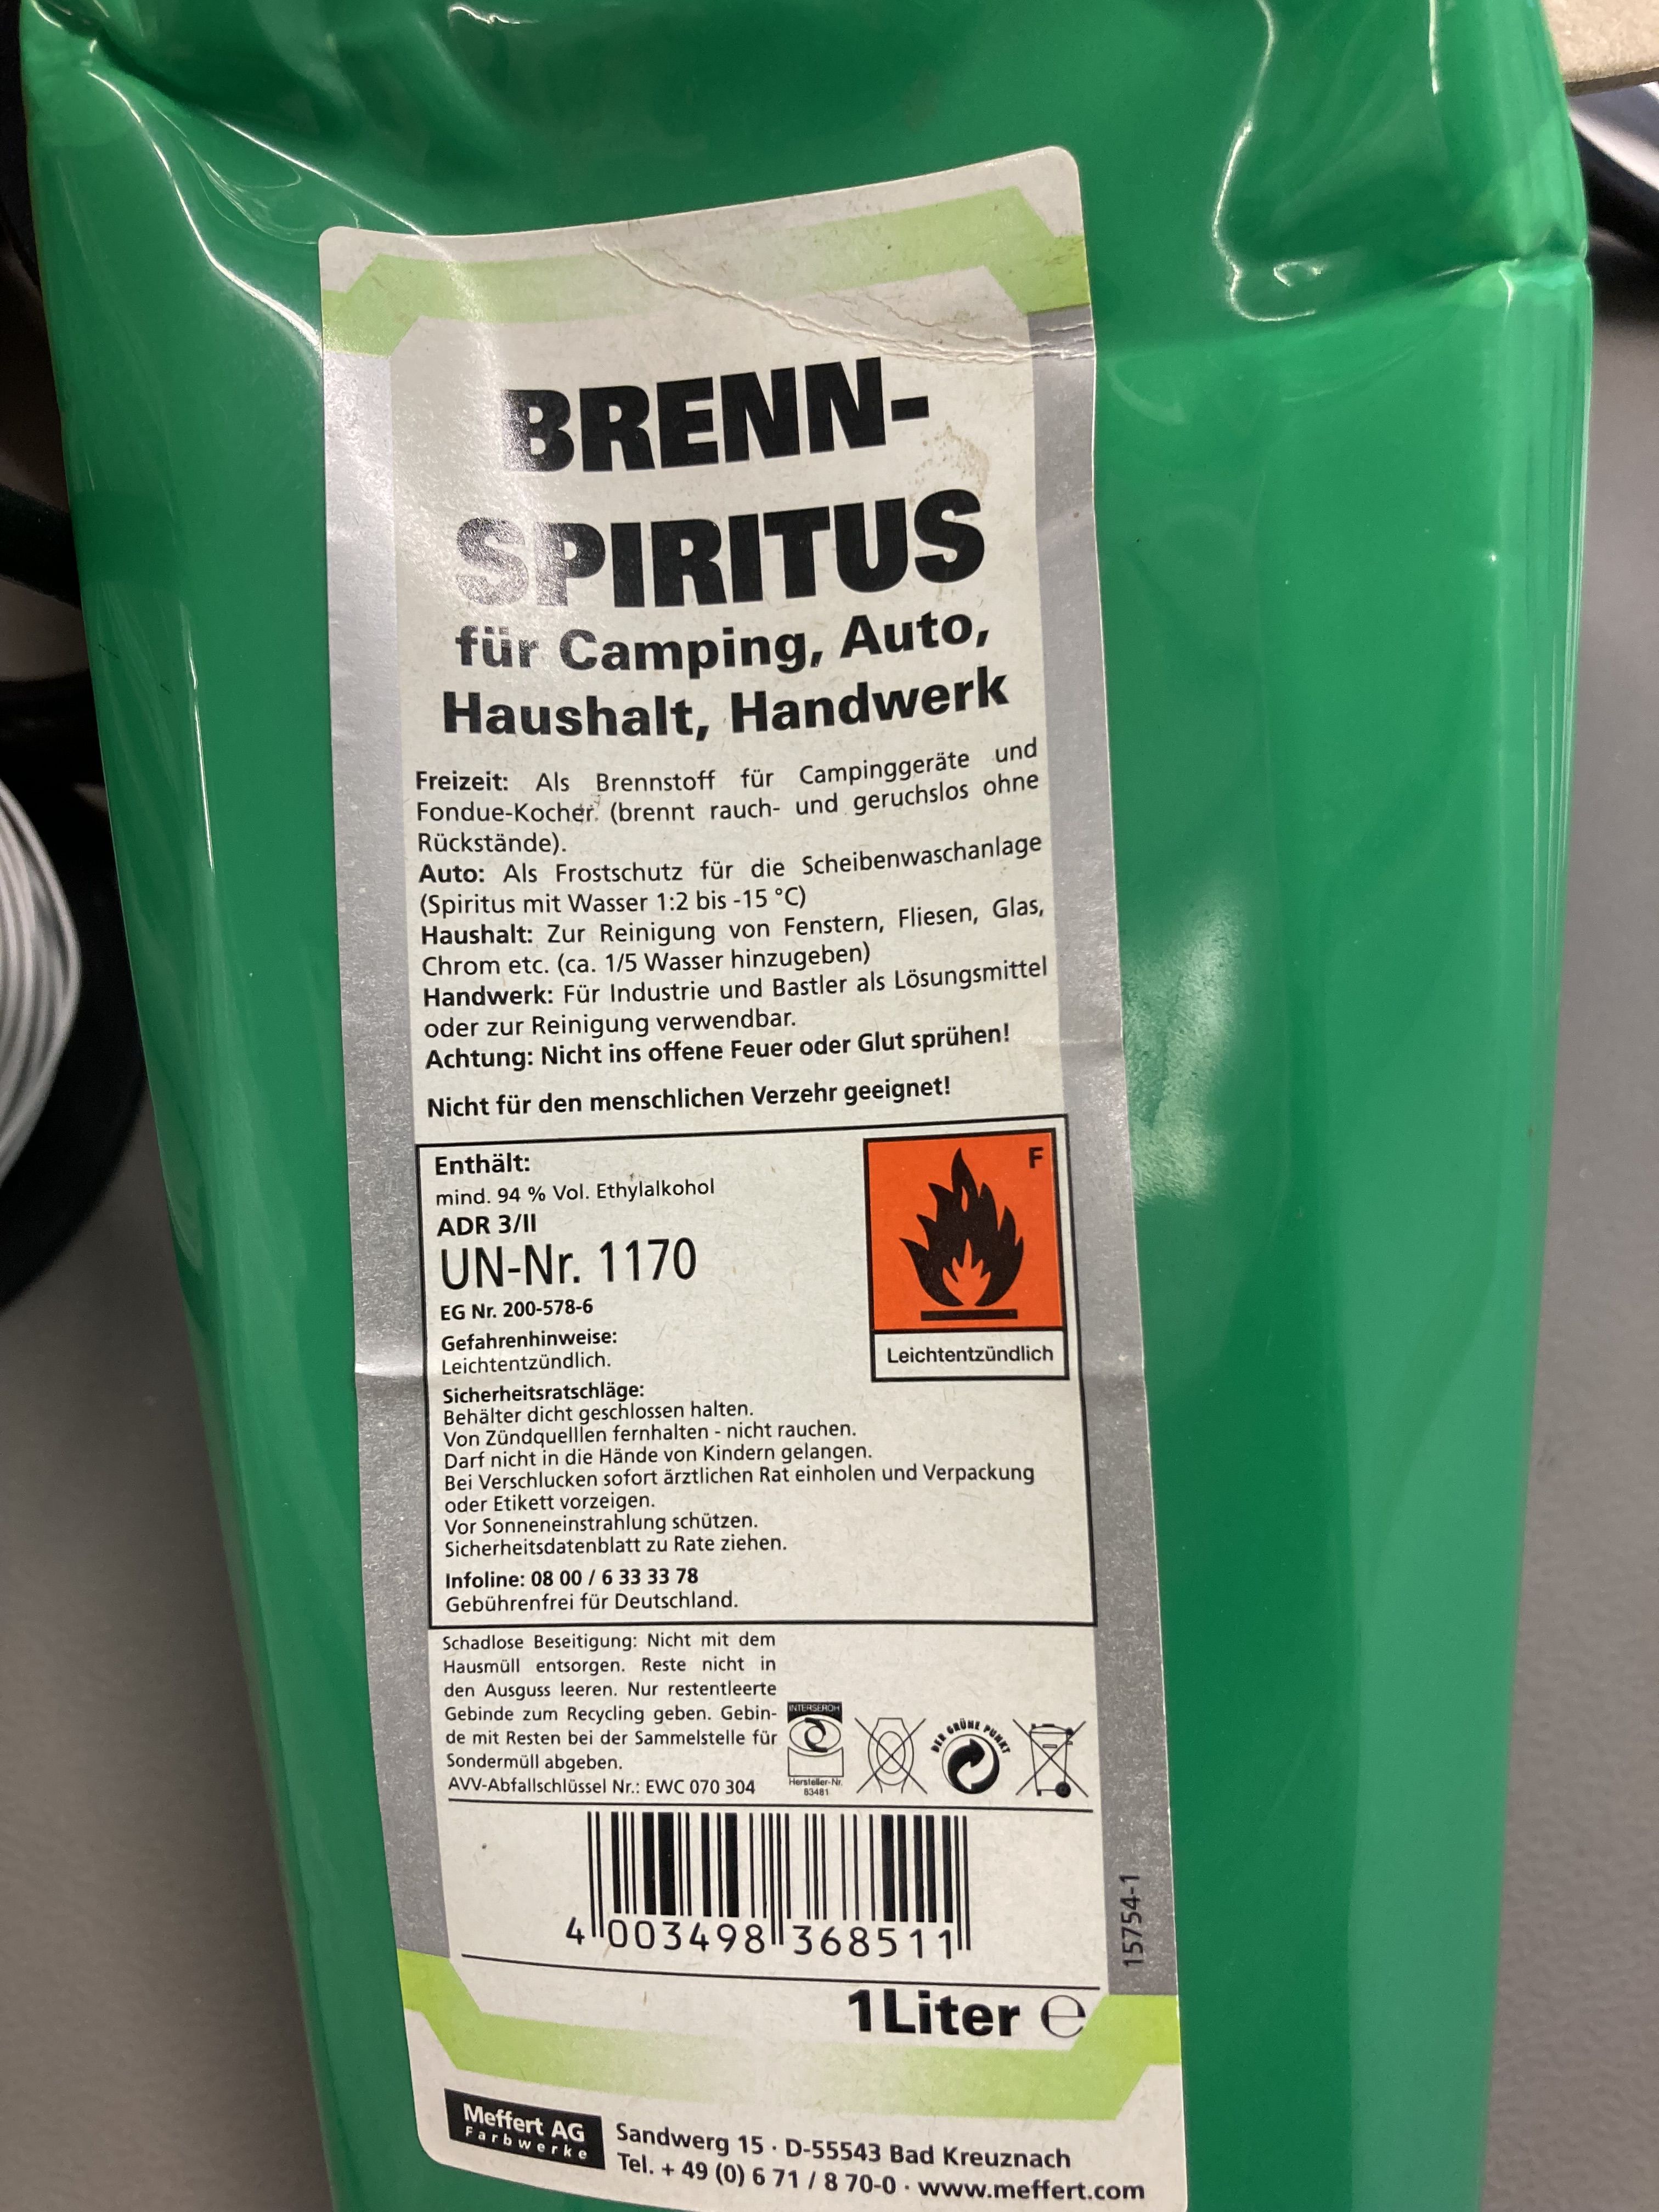 BRENN-
SPIRITUS
für Camping, Auto,
Haushalt, Handwerk
Freizeit: Als Brennstoff für Campinggeräte und
Fondue-Kocher. (brennt rauch- und geruchslos ohne
Rückstände).
Auto: Als Frostschutz für die Scheibenwaschanlage
(Spiritus mit Wasser 1:2 bis -15 °C)
Haushalt: Zur Reinigung von Fenstern, Fliesen, Glas,
Chrom etc. (ca. 1/5 Wasser hinzugeben)
Handwerk: Für Industrie und Bastler als Lösungsmittel
oder zur Reinigung verwendbar.
Achtung: Nicht ins offene Feuer oder Glut sprühen!
Nicht für den menschlichen Verzehr geeignet!
Enthält:
mind. 94 % Vol. Ethylalkohol
ADR 3/II
UN-Nr. 1170
EG Nr. 200-578-6
Gefahrenhinweise:
Leichtentzündlich.
F
Leichtentzündlich
Sicherheitsratschläge:
Behälter dicht geschlossen halten.
Von Zündquelllen fernhalten - nicht rauchen.
Darf nicht in die Hände von Kindern gelangen.
Bei Verschlucken sofort ärztlichen Rat einholen und Verpackung
oder Etikett vorzeigen.
Vor Sonneneinstrahlung schützen.
Sicherheitsdatenblatt zu Rate ziehen.
Infoline: 08 00 / 6 33 33 78
Gebührenfrei für Deutschland.
Schadlose Beseitigung: Nicht mit dem
Hausmüll entsorgen. Reste nicht in
den Ausguss leeren. Nur restentleerte
Gebinde zum Recycling geben. Gebin-
de mit Resten bei der Sammelstelle für
Sondermüll abgeben.
AVV-Abfallschlüssel Nr.: EWC 070 304
INTERSEROH
Hersteller-Nr.
83481
DER GRÜNE PUNKT
4 003498 368511
15754-1
1 Liter ℮
Meffert AG
Farbwerke
Sandwerg 15 · D-55543 Bad Kreuznach
Tel. + 49 (0) 6 71 / 8 70-0 · www.meffert.com